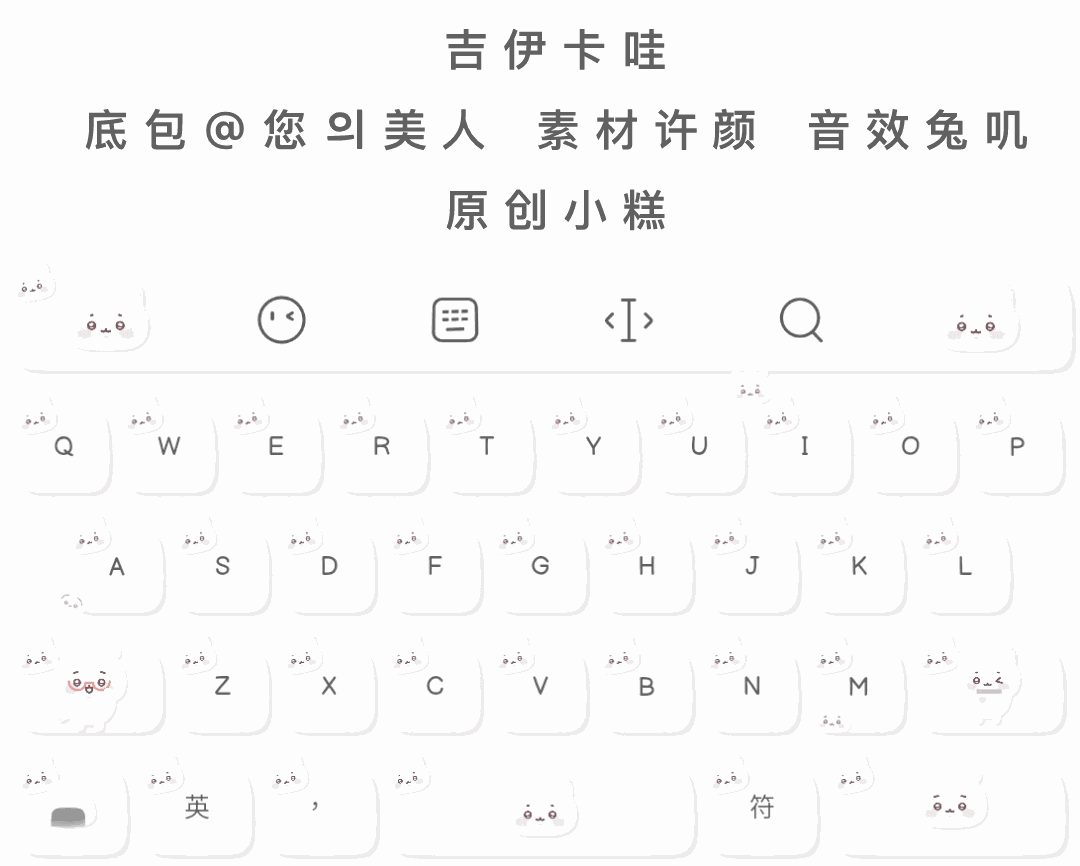 吉伊卡哇
底包@您의美人 素材许颜 音效兔叽
原创小糕
Q W E R T Y U I O P
A S D F G H J K L
Z X C V B N M
英 ， 符